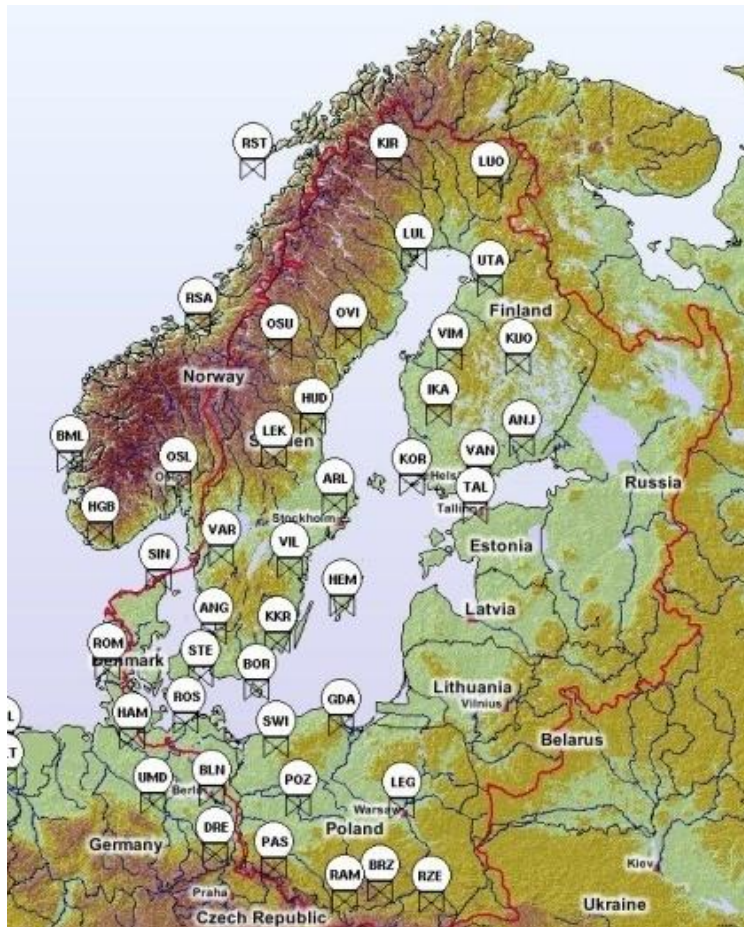 RST
KIR
LUO
LUL
UTA
RSA
OSU
OVI
Finland
VIM
KUO
Norway
HUD
IKA
BML
LEK
ANJ
OSL
KOR
VAN
ARL
TAL
Russia
HGB
Tallinn
Stockholm
VAR
VIL
SIN
Estonia
HEM
ANG
KKR
Latvia
ROM
STE
BOR
Denmark
Lithuania
ROS
GDA
Vilnius
HAM
SWI
Belarus
UMD
BLN
POZ
LEG
Warsaw
DRE
PAS
Poland
Germany
BRZ
RAM
RZE
Kiev
Praha
Ukraine
Czech Republic